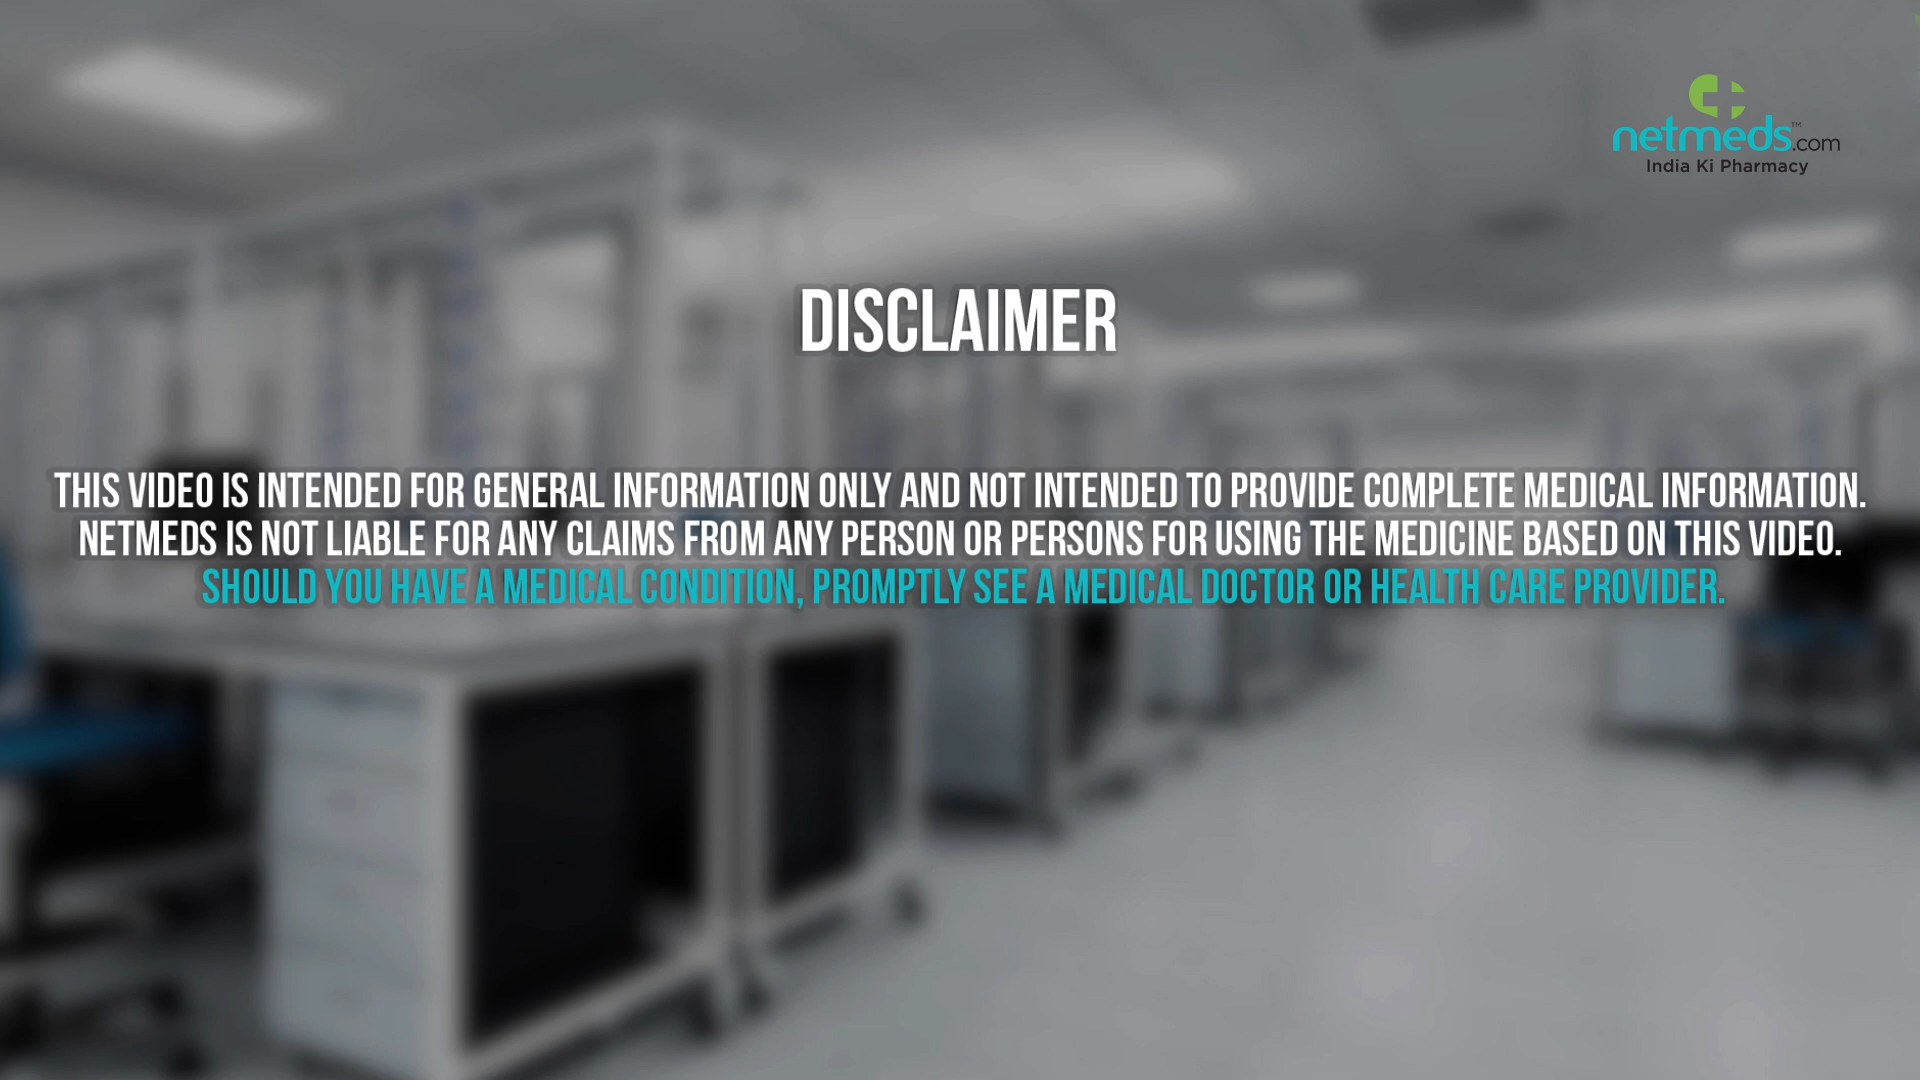 netmeds™.com
India Ki Pharmacy
DISCLAIMER
THIS VIDEO IS INTENDED FOR GENERAL INFORMATION ONLY AND NOT INTENDED TO PROVIDE COMPLETE MEDICAL INFORMATION.
NETMEDS IS NOT LIABLE FOR ANY CLAIMS FROM ANY PERSON OR PERSONS FOR USING THE MEDICINE BASED ON THIS VIDEO.
SHOULD YOU HAVE A MEDICAL CONDITION, PROMPTLY SEE A MEDICAL DOCTOR OR HEALTH CARE PROVIDER.